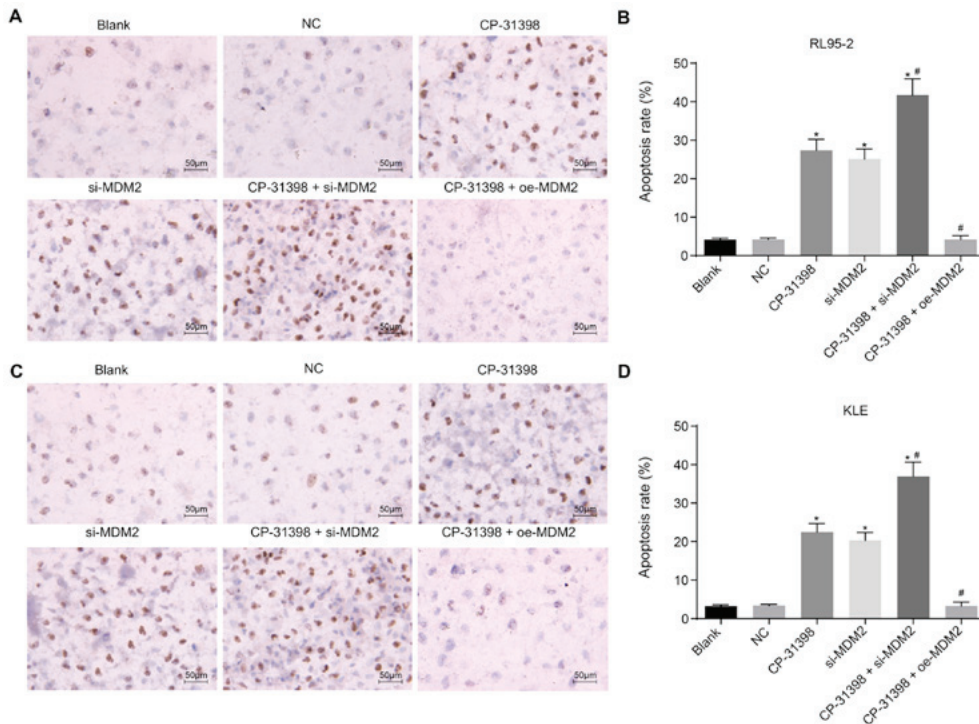 A
Blank NC CP-31398
50µm 50µm 50µm
si-MDM2 CP-31398 + si-MDM2 CP-31398 + oe-MDM2
50µm 50µm 50µm
B
RL95-2
Apoptosis rate (%)
50
40
30
20
10
0
* * * # #
Blank NC CP-31398 si-MDM2 CP-31398 + si-MDM2 CP-31398 + oe-MDM2
C
Blank NC CP-31398
50µm 50µm 50µm
si-MDM2 CP-31398 + si-MDM2 CP-31398 + oe-MDM2
50µm 50µm 50µm
D
KLE
Apoptosis rate (%)
50
40
30
20
10
0
* * * # #
Blank NC CP-31398 si-MDM2 CP-31398 + si-MDM2 CP-31398 + oe-MDM2